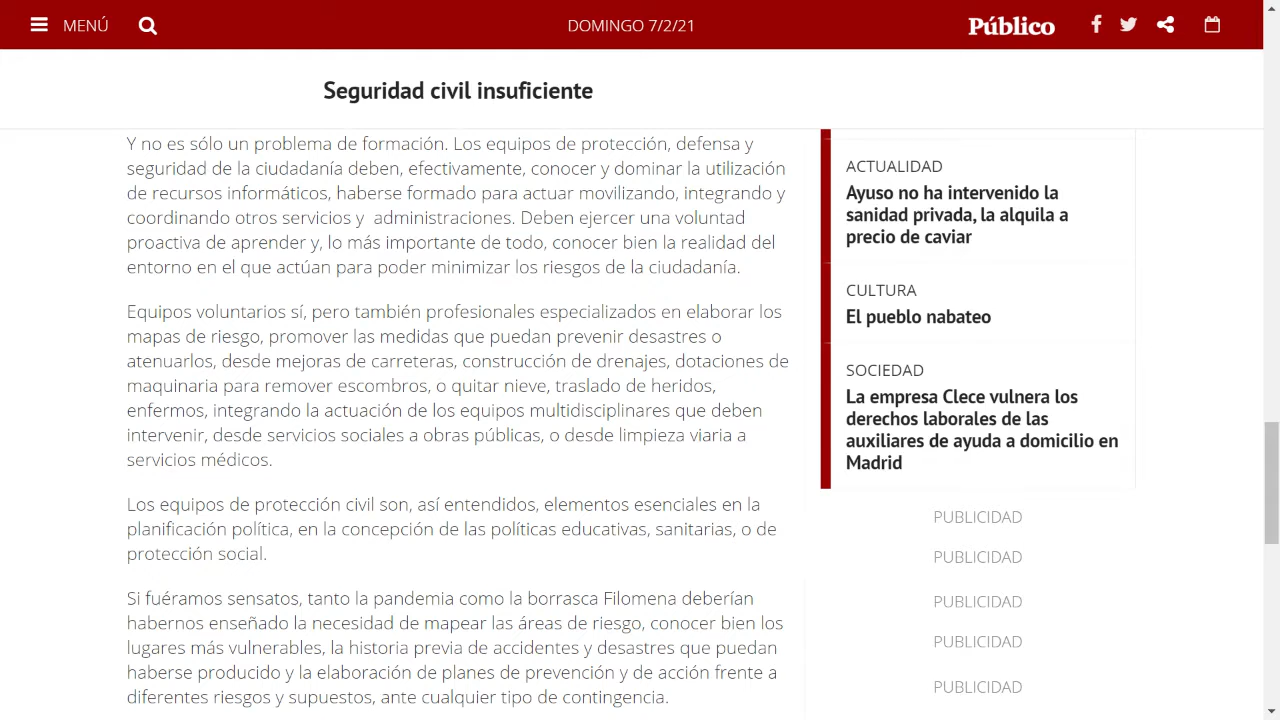 MENÚ
DOMINGO 7/2/21
Público
Seguridad civil insuficiente
Y no es sólo un problema de formación. Los equipos de protección, defensa y
seguridad de la ciudadanía deben, efectivamente, conocer y dominar la utilización
de recursos informáticos, haberse formado para actuar movilizando, integrando y
coordinando otros servicios y administraciones. Deben ejercer una voluntad
proactiva de aprender y, lo más importante de todo, conocer bien la realidad del
entorno en el que actúan para poder minimizar los riesgos de la ciudadanía.
Equipos voluntarios sí, pero también profesionales especializados en elaborar los
mapas de riesgo, promover las medidas que puedan prevenir desastres o
atenuarlos, desde mejoras de carreteras, construcción de drenajes, dotaciones de
maquinaria para remover escombros, o quitar nieve, traslado de heridos,
enfermos, integrando la actuación de los equipos multidisciplinares que deben
intervenir, desde servicios sociales a obras públicas, o desde limpieza viaria a
servicios médicos.
Los equipos de protección civil son, así entendidos, elementos esenciales en la
planificación política, en la concepción de las políticas educativas, sanitarias, o de
protección social.
Si fuéramos sensatos, tanto la pandemia como la borrasca Filomena deberían
habernos enseñado la necesidad de mapear las áreas de riesgo, conocer bien los
lugares más vulnerables, la historia previa de accidentes y desastres que puedan
haberse producido y la elaboración de planes de prevención y de acción frente a
diferentes riesgos y supuestos, ante cualquier tipo de contingencia.
ACTUALIDAD
Ayuso no ha intervenido la
sanidad privada, la alquila a
precio de caviar
CULTURA
El pueblo nabateo
SOCIEDAD
La empresa Clece vulnera los
derechos laborales de las
auxiliares de ayuda a domicilio en
Madrid
PUBLICIDAD
PUBLICIDAD
PUBLICIDAD
PUBLICIDAD
PUBLICIDAD